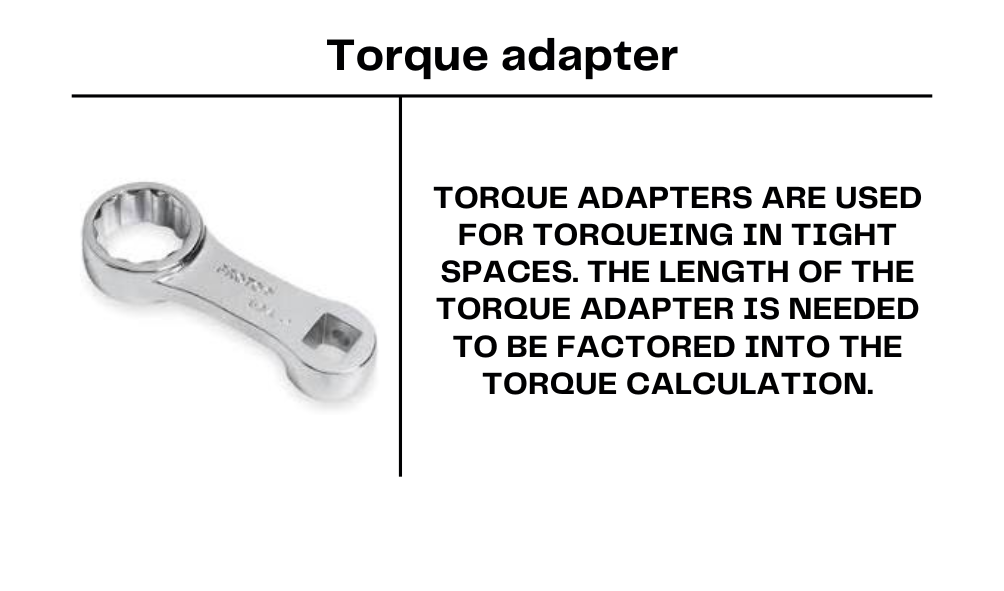 Torque adapter
TORQUE ADAPTERS ARE USED
FOR TORQUEING IN TIGHT
SPACES. THE LENGTH OF THE
TORQUE ADAPTER IS NEEDED
TO BE FACTORED INTO THE
TORQUE CALCULATION.
PROTO